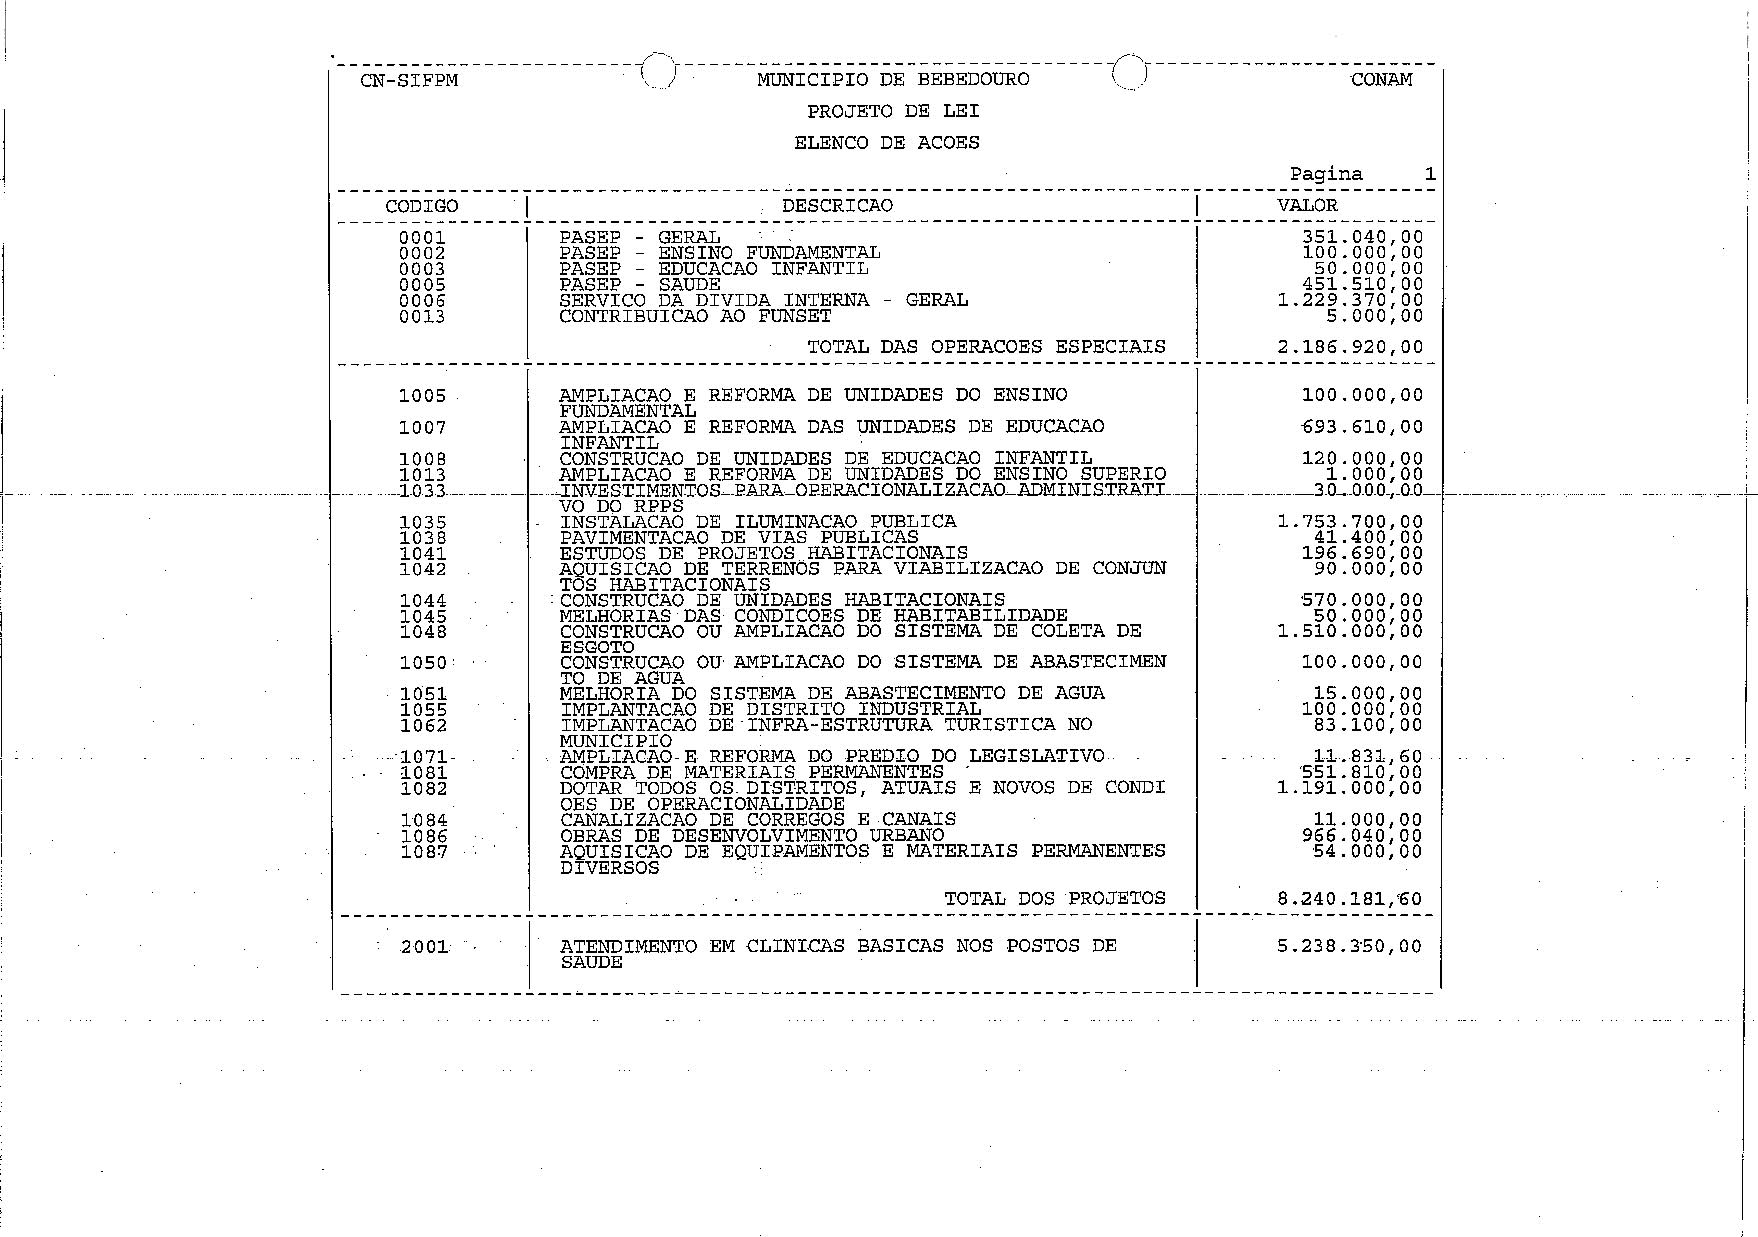 CN-SIFPM MUNICIPIO DE BEBEDOURO CONAM
PROJETO DE LEI
ELENCO DE ACOES
Pagina 1
CODIGO | DESCRICAO | VALOR
0001 PASEP - GERAL 351.040,00
0002 PASEP - ENSINO FUNDAMENTAL 100.000,00
0003 PASEP - EDUCACAO INFANTIL 50.000,00
0005 PASEP - SAUDE 451.510,00
0006 SERVICO DA DIVIDA INTERNA - GERAL 1.229.370,00
0013 CONTRIBUICAO AO FUNSET 5.000,00
TOTAL DAS OPERACOES ESPECIAIS 2.186.920,00
1005 AMPLIACAO E REFORMA DE UNIDADES DO ENSINO 100.000,00
FUNDAMENTAL
1007 AMPLIACAO E REFORMA DAS UNIDADES DE EDUCACAO 693.610,00
INFANTIL
1008 CONSTRUCAO DE UNIDADES DE EDUCACAO INFANTIL 120.000,00
1013 AMPLIACAO E REFORMA DE UNIDADES DO ENSINO SUPERIO 1.000,00
1033 INVESTIMENTOS PARA OPERACIONALIZACAO ADMINISTRATI 30.000,00
VO DO RPPS
1035 INSTALACAO DE ILUMINACAO PUBLICA 1.753.700,00
1038 PAVIMENTACAO DE VIAS PUBLICAS 41.400,00
1041 ESTUDOS DE PROJETOS HABITACIONAIS 196.690,00
1042 AQUISICAO DE TERRENOS PARA VIABILIZACAO DE CONJUN 90.000,00
TOS HABITACIONAIS
1044 CONSTRUCAO DE UNIDADES HABITACIONAIS 570.000,00
1045 MELHORIAS DAS CONDICOES DE HABITABILIDADE 50.000,00
1048 CONSTRUCAO OU AMPLIACAO DO SISTEMA DE COLETA DE 1.510.000,00
ESGOTO
1050 CONSTRUCAO OU AMPLIACAO DO SISTEMA DE ABASTECIMEN 100.000,00
TO DE AGUA
1051 MELHORIA DO SISTEMA DE ABASTECIMENTO DE AGUA 15.000,00
1055 IMPLANTACAO DE DISTRITO INDUSTRIAL 100.000,00
1062 IMPLANTACAO DE INFRA-ESTRUTURA TURISTICA NO 83.100,00
MUNICIPIO
1071 AMPLIACAO E REFORMA DO PREDIO DO LEGISLATIVO 11.831,60
1081 COMPRA DE MATERIAIS PERMANENTES 551.810,00
1082 DOTAR TODOS OS DISTRITOS, ATUAIS E NOVOS DE CONDI 1.191.000,00
OES DE OPERACIONALIDADE
1084 CANALIZACAO DE CORREGOS E CANAIS 11.000,00
1086 OBRAS DE DESENVOLVIMENTO URBANO 966.040,00
1087 AQUISICAO DE EQUIPAMENTOS E MATERIAIS PERMANENTES 54.000,00
DIVERSOS
TOTAL DOS PROJETOS 8.240.181,60
2001 ATENDIMENTO EM CLINICAS BASICAS NOS POSTOS DE 5.238.350,00
SAUDE